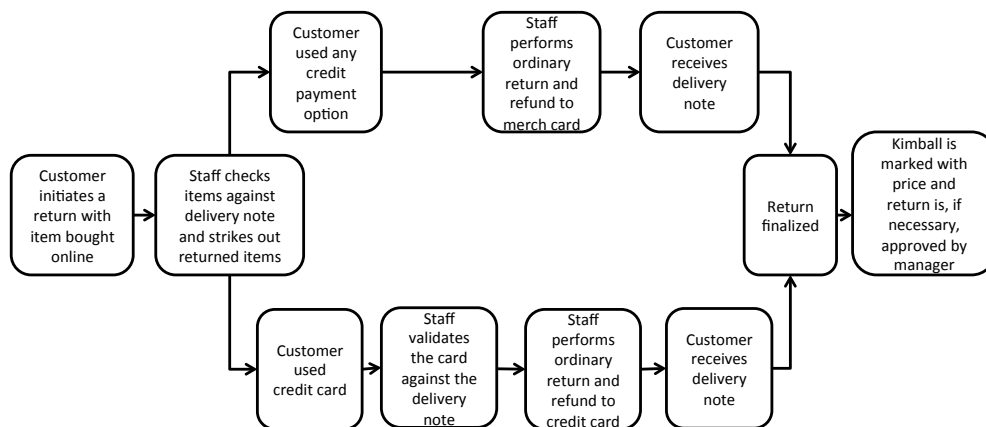 Customer
initiates a
return with
item bought
online
Staff checks
items against
delivery note
and strikes out
returned items
Customer
used any
credit
payment
option
Staff
performs
ordinary
return and
refund to
merch card
Customer
receives
delivery
note
Customer
used
credit card
Staff
validates
the card
against the
delivery
note
Staff
performs
ordinary
return and
refund to
credit card
Customer
receives
delivery
note
Return
finalized
Kimball is
marked with
price and
return is, if
necessary,
approved by
manager